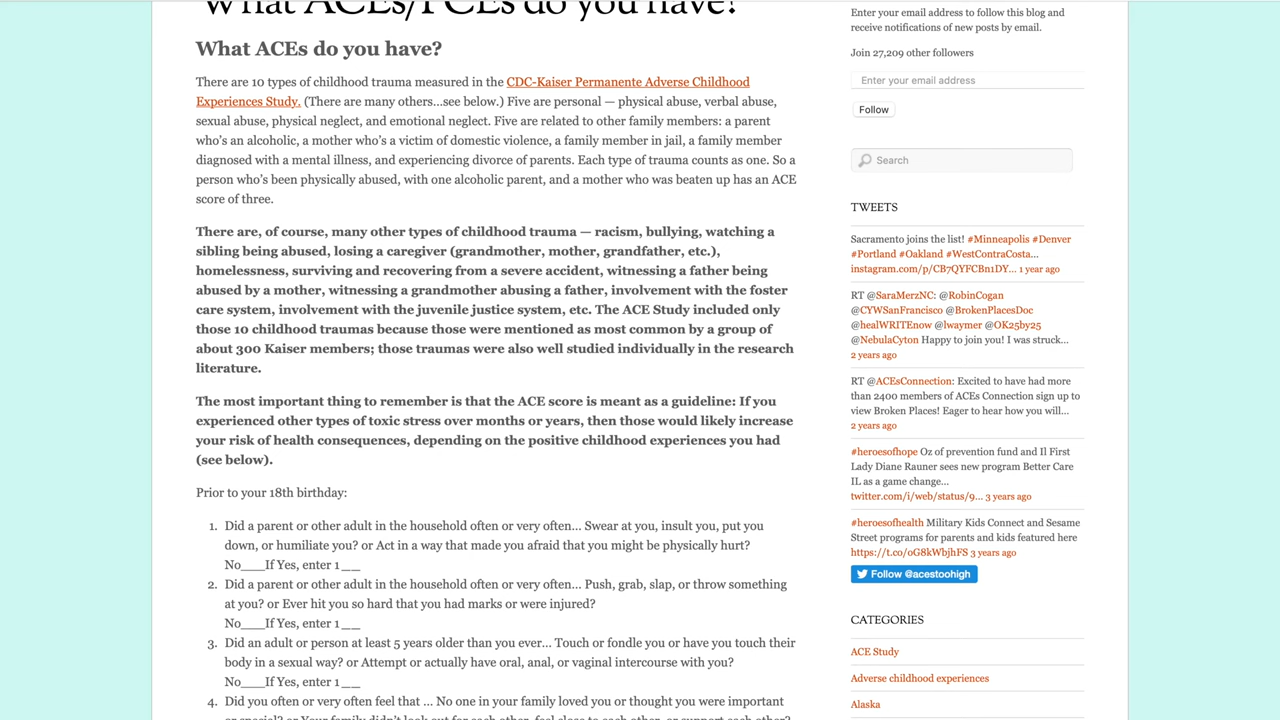 What ACEs/PCEs do you have?
What ACEs do you have?
There are 10 types of childhood trauma measured in the CDC-Kaiser Permanente Adverse Childhood
Experiences Study. (There are many others…see below.) Five are personal — physical abuse, verbal abuse,
sexual abuse, physical neglect, and emotional neglect. Five are related to other family members: a parent
who's an alcoholic, a mother who's a victim of domestic violence, a family member in jail, a family member
diagnosed with a mental illness, and experiencing divorce of parents. Each type of trauma counts as one. So a
person who's been physically abused, with one alcoholic parent, and a mother who was beaten up has an ACE
score of three.
There are, of course, many other types of childhood trauma — racism, bullying, watching a
sibling being abused, losing a caregiver (grandmother, mother, grandfather, etc.),
homelessness, surviving and recovering from a severe accident, witnessing a father being
abused by a mother, witnessing a grandmother abusing a father, involvement with the foster
care system, involvement with the juvenile justice system, etc. The ACE Study included only
those 10 childhood traumas because those were mentioned as most common by a group of
about 300 Kaiser members; those traumas were also well studied individually in the research
literature.
The most important thing to remember is that the ACE score is meant as a guideline: If you
experienced other types of toxic stress over months or years, then those would likely increase
your risk of health consequences, depending on the positive childhood experiences you had
(see below).
Prior to your 18th birthday:
1. Did a parent or other adult in the household often or very often… Swear at you, insult you, put you
down, or humiliate you? or Act in a way that made you afraid that you might be physically hurt?
No___If Yes, enter 1 __
2. Did a parent or other adult in the household often or very often… Push, grab, slap, or throw something
at you? or Ever hit you so hard that you had marks or were injured?
No___If Yes, enter 1 __
3. Did an adult or person at least 5 years older than you ever… Touch or fondle you or have you touch their
body in a sexual way? or Attempt or actually have oral, anal, or vaginal intercourse with you?
No___If Yes, enter 1 __
4. Did you often or very often feel that … No one in your family loved you or thought you were important
or special? or Your family didn't look out for each other, feel close to each other, or support each other?
Enter your email address to follow this blog and
receive notifications of new posts by email.
Join 27,209 other followers
Enter your email address
Follow
Search
TWEETS
Sacramento joins the list! #Minneapolis #Denver
#Portland #Oakland #WestContraCosta…
instagram.com/p/CB7QYFCBn1DY… 1 year ago
RT @SaraMerzNC: @RobinCogan
@CYWSanFrancisco @BrokenPlacesDoc
@healWRITEnow @lwaymer @OK25by25
@NebulaCyton Happy to join you! I was struck…
2 years ago
RT @ACEsConnection: Excited to have had more
than 2400 members of ACEs Connection sign up to
view Broken Places! Eager to hear how you will…
2 years ago
#heroesofhope Oz of prevention fund and Il First
Lady Diane Rauner sees new program Better Care
IL as a game change…
twitter.com/i/web/status/9… 3 years ago
#heroesofhealth Military Kids Connect and Sesame
Street programs for parents and kids featured here
https://t.co/oG8kWbjhFS 3 years ago
Follow @acestoohigh
CATEGORIES
ACE Study
Adverse childhood experiences
Alaska